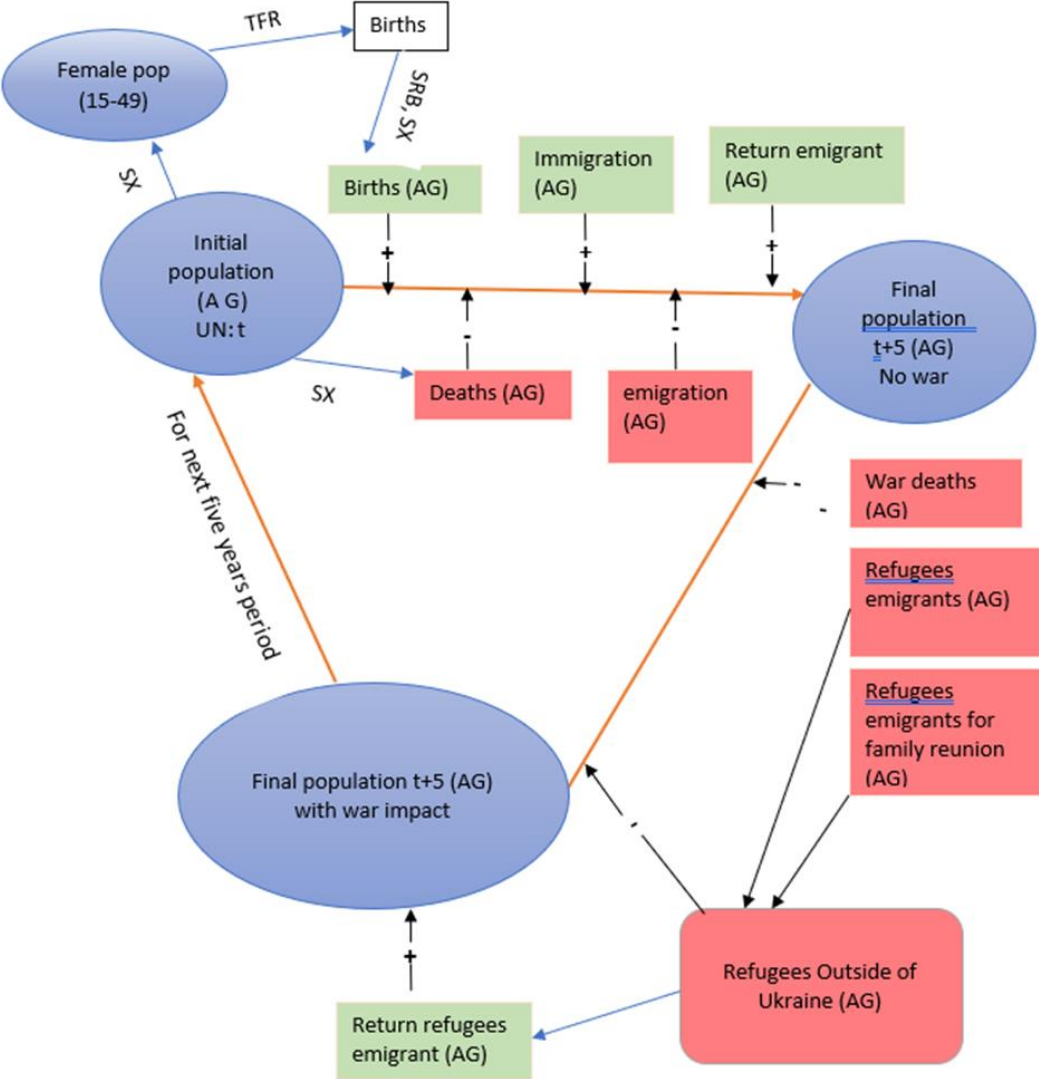 TFR
Births
Female pop
(15-49)
SRB, SX
SX
Births (AG)
Immigration
(AG)
Return emigrant
(AG)
+
+
+
Initial
population
(A G)
UN: t
Final
population
t+5 (AG)
No war
-
-
SX
Deaths (AG)
emigration
(AG)
For next five years period
-
-
War deaths
(AG)
Refugees
emigrants (AG)
Refugees
emigrants for
family reunion
(AG)
Final population t+5 (AG)
with war impact
-
+
Refugees Outside of
Ukraine (AG)
Return refugees
emigrant (AG)